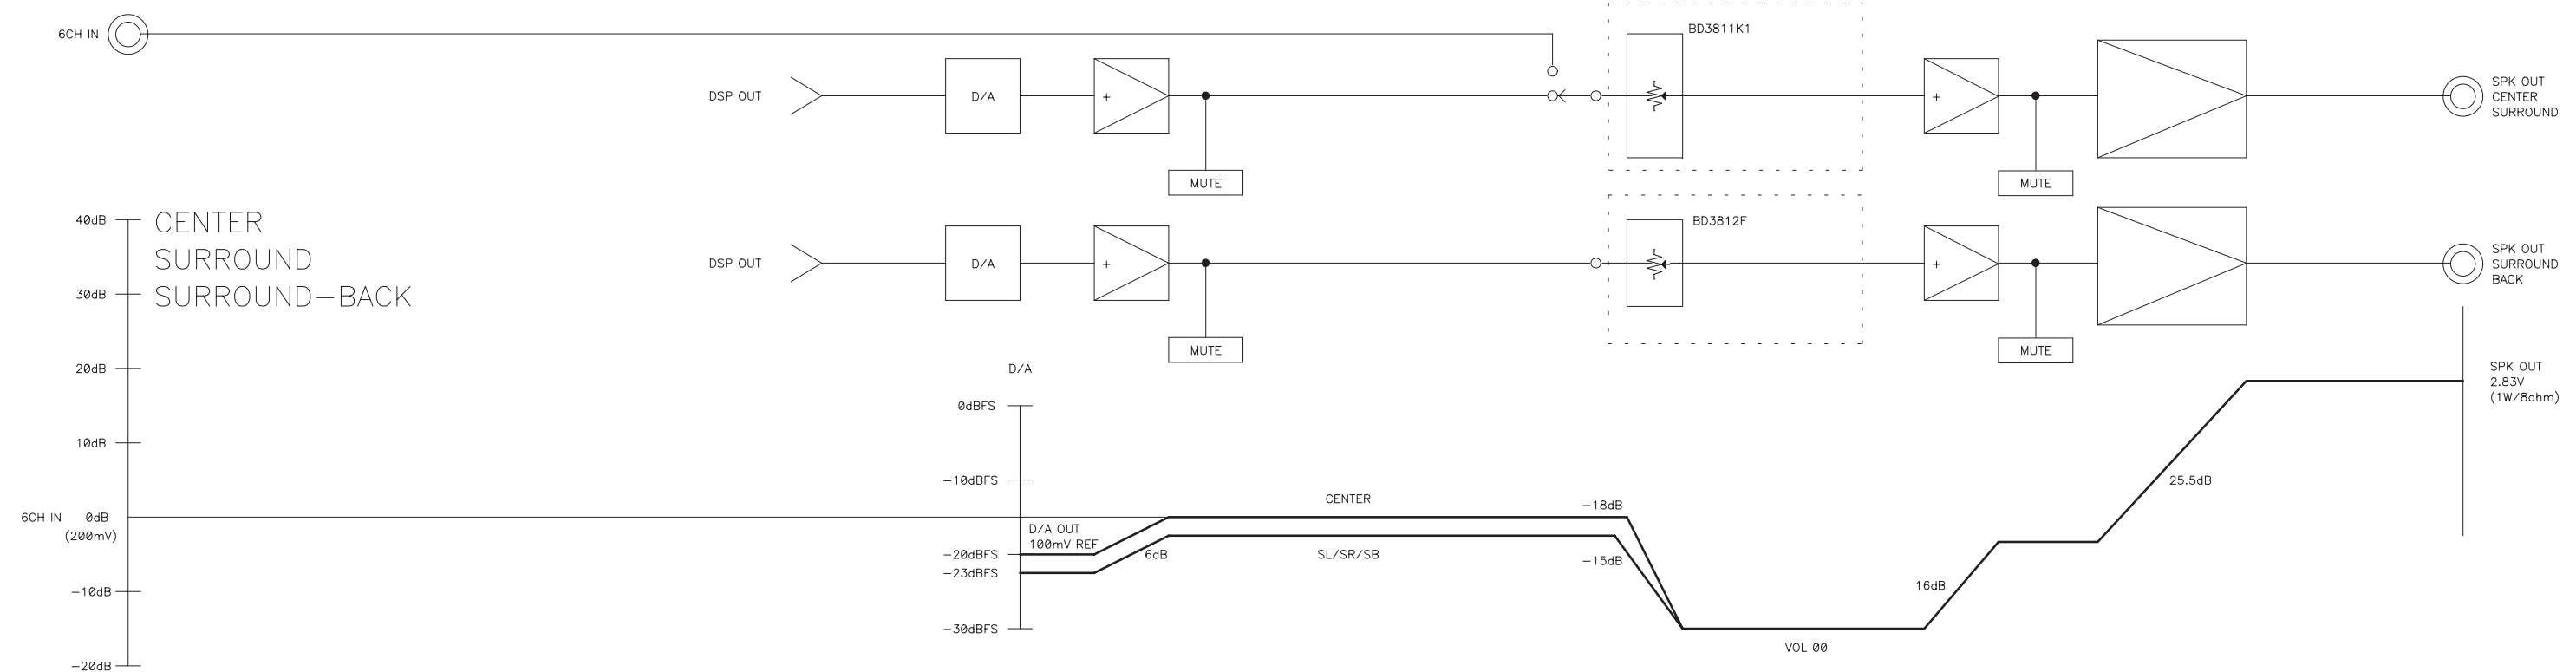 6CH IN
BD3811K1
DSP OUT
D/A
+
+
SPK OUT
CENTER
SURROUND
MUTE
MUTE
40dB
CENTER
SURROUND
SURROUND-BACK
30dB
20dB
10dB
6CH IN 0dB
(200mV)
-10dB
-20dB
BD3812F
DSP OUT
D/A
+
+
SPK OUT
SURROUND
BACK
MUTE
MUTE
D/A
0dBFS
-10dBFS
-20dBFS
-23dBFS
-30dBFS
D/A OUT
100mV REF
6dB
CENTER
SL/SR/SB
-18dB
-15dB
VOL 00
16dB
25.5dB
SPK OUT
2.83V
(1W/8ohm)